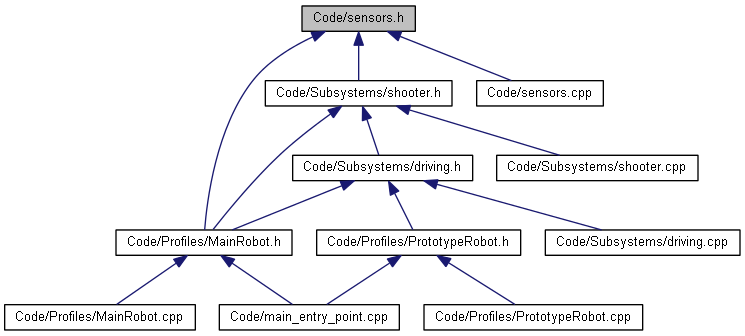 Code/sensors.h
Code/Subsystems/shooter.h
Code/sensors.cpp
Code/Subsystems/driving.h
Code/Subsystems/shooter.cpp
Code/Profiles/MainRobot.h
Code/Profiles/PrototypeRobot.h
Code/Subsystems/driving.cpp
Code/Profiles/MainRobot.cpp
Code/main_entry_point.cpp
Code/Profiles/PrototypeRobot.cpp